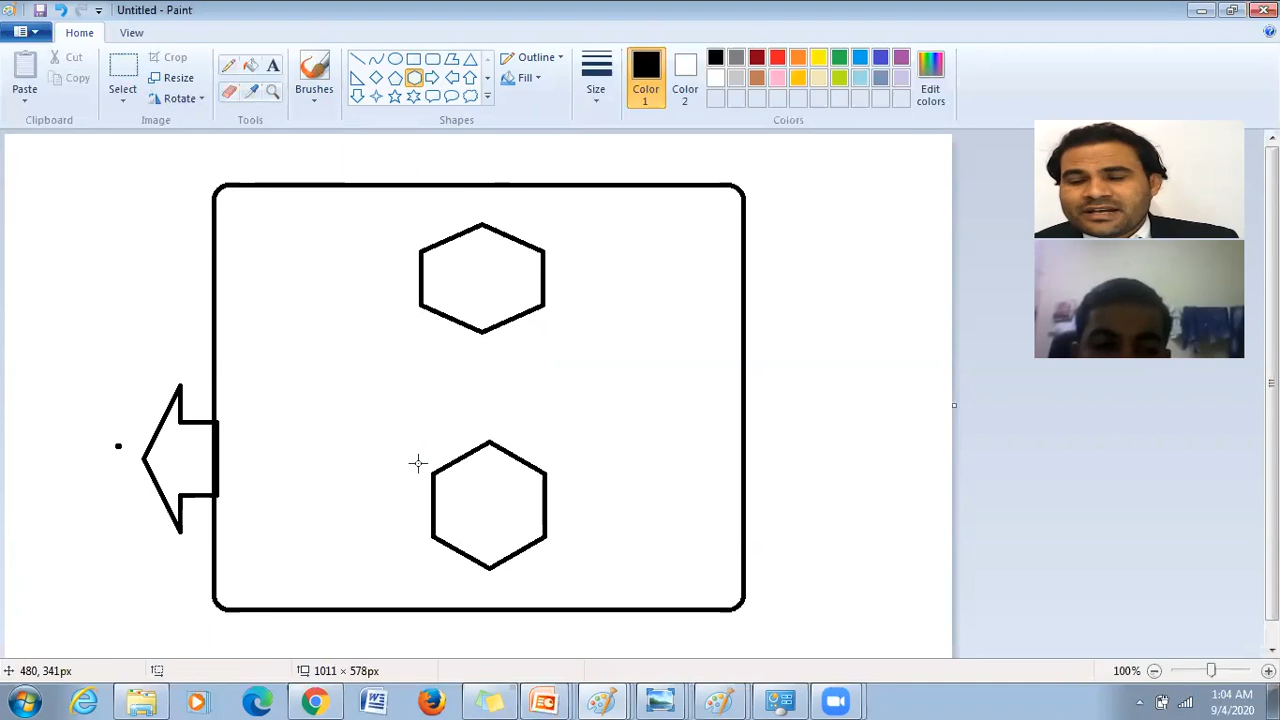 Untitled - Paint
Home View
Paste
Cut
Copy
Clipboard
Select
Crop
Resize
Rotate
Image
A
Tools
Brushes
Outline
Fill
Shapes
Size
Color 1
Color 2
Edit colors
Colors
480, 341px
1011 × 578px
100%
1:04 AM
9/4/2020